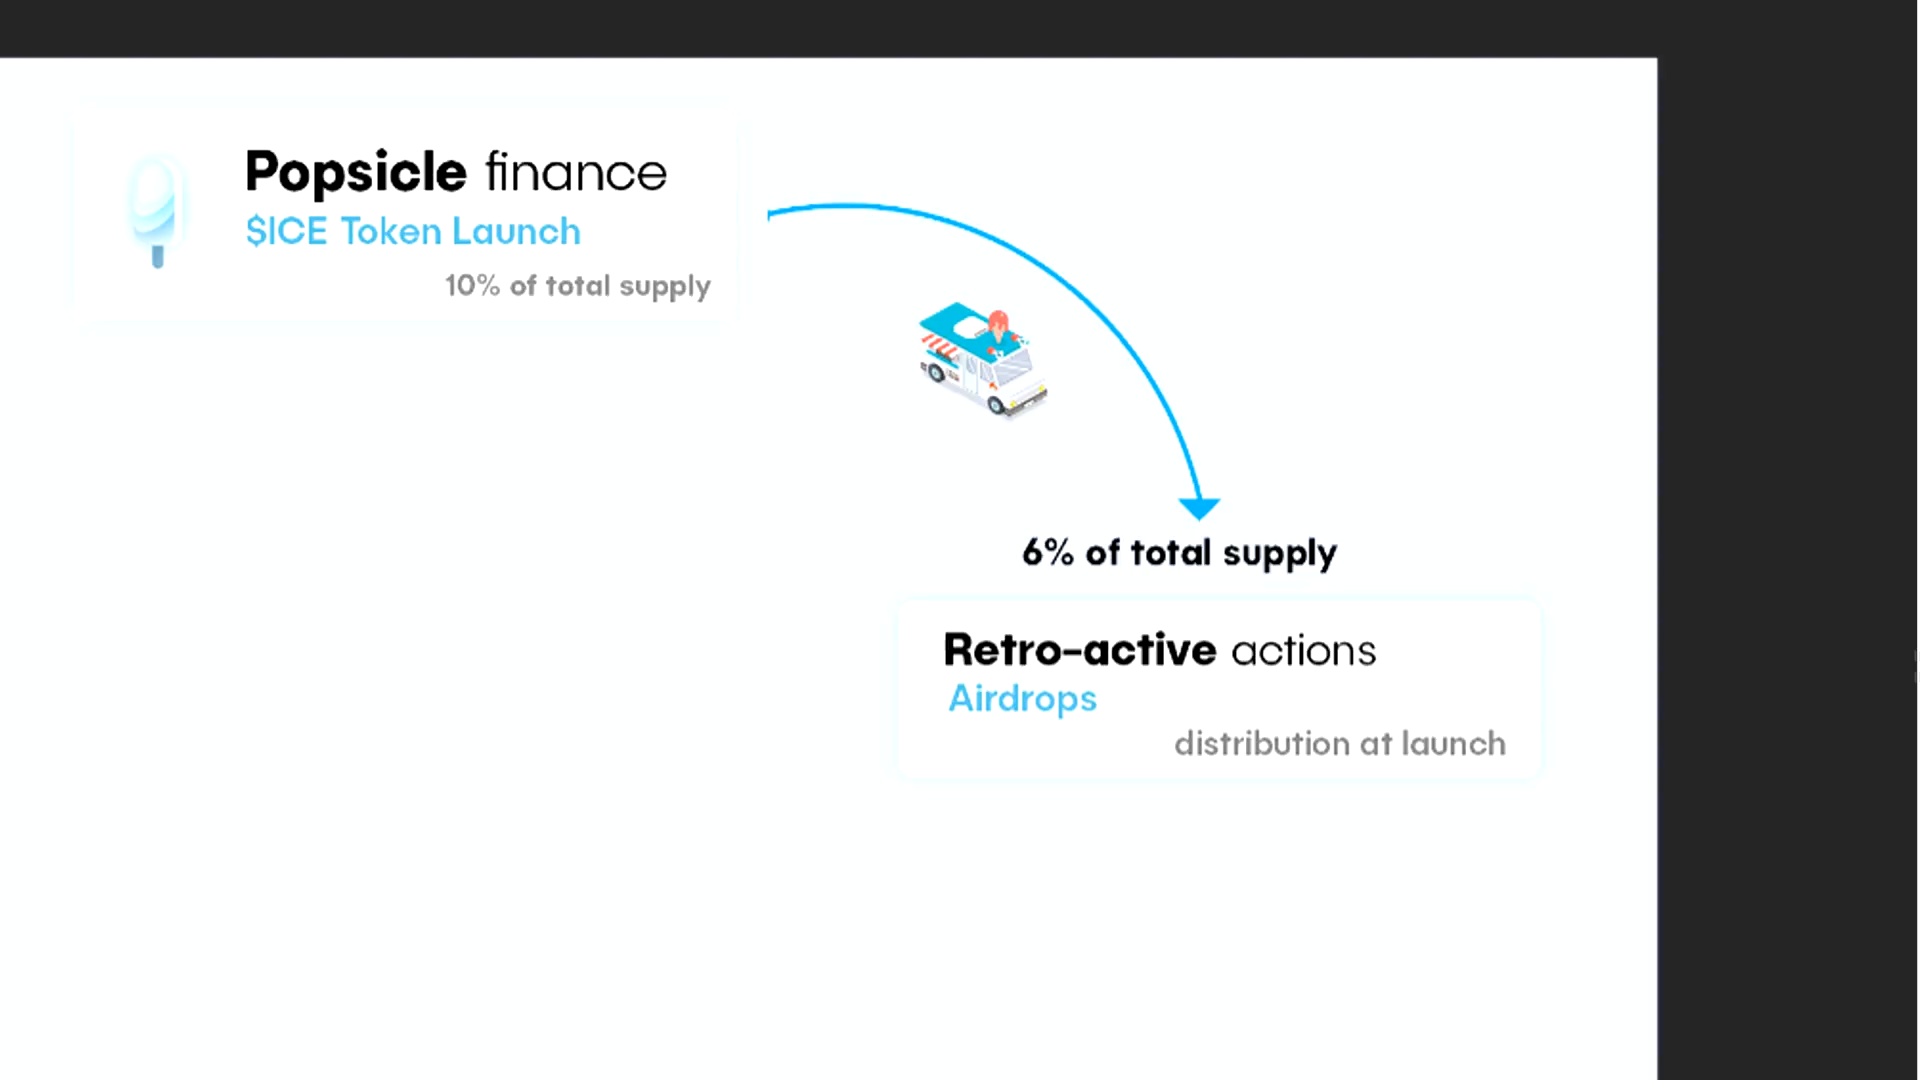 Popsicle finance
$ICE Token Launch
10% of total supply
6% of total supply
Retro-active actions
Airdrops
distribution at launch